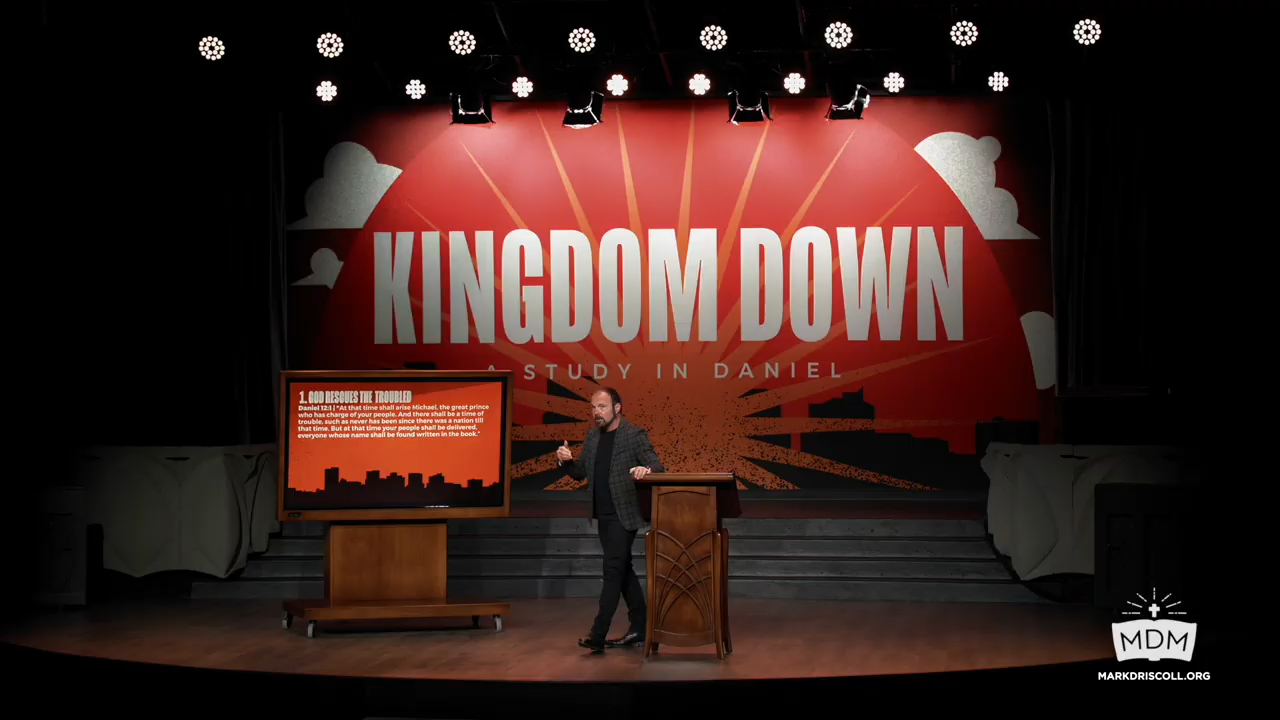 KINGDOM DOWN
A STUDY IN DANIEL
1. GOD RESCUES THE TROUBLED
Daniel 12:1 | "At that time shall arise Michael, the great prince
who has charge of your people. And there shall be a time of
trouble, such as never has been since there was a nation till
that time. But at that time your people shall be delivered,
everyone whose name shall be found written in the book."
MDM
MARKDRISCOLL.ORG